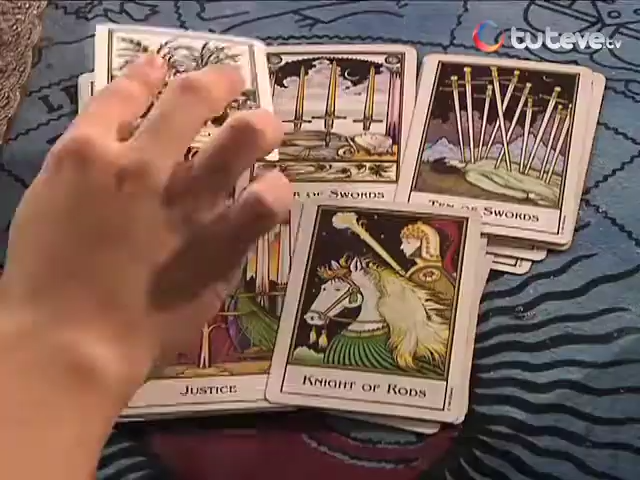 tuteve.tv
R OF SWORDS
TEN OF SWORDS
JUSTICE
KNIGHT OF RODS